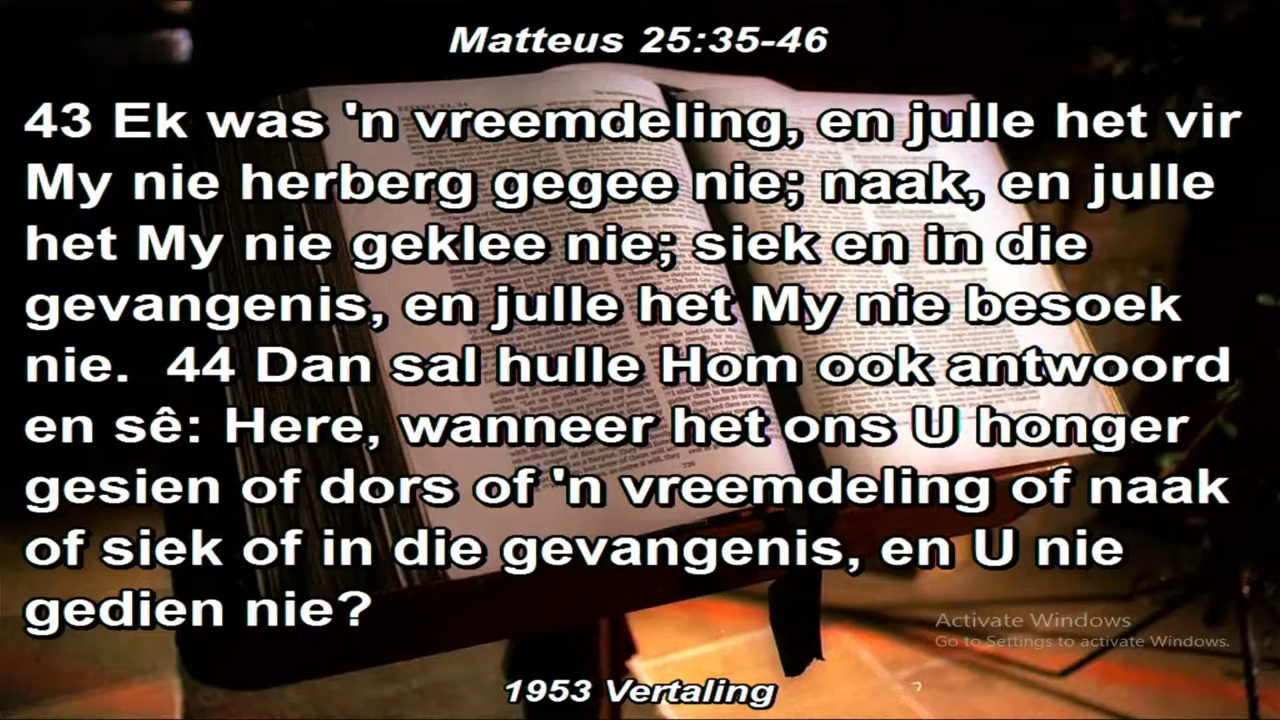 Matteus 25:35-46
43 Ek was 'n vreemdeling, en julle het vir
My nie herberg gegee nie; naak, en julle
het My nie geklee nie; siek en in die
gevangenis, en julle het My nie besoek
nie.  44 Dan sal hulle Hom ook antwoord
en sê: Here, wanneer het ons U honger
gesien of dors of 'n vreemdeling of naak
of siek of in die gevangenis, en U nie
gedien nie?
Activate Windows
Go to Settings to activate Windows.
1953 Vertaling